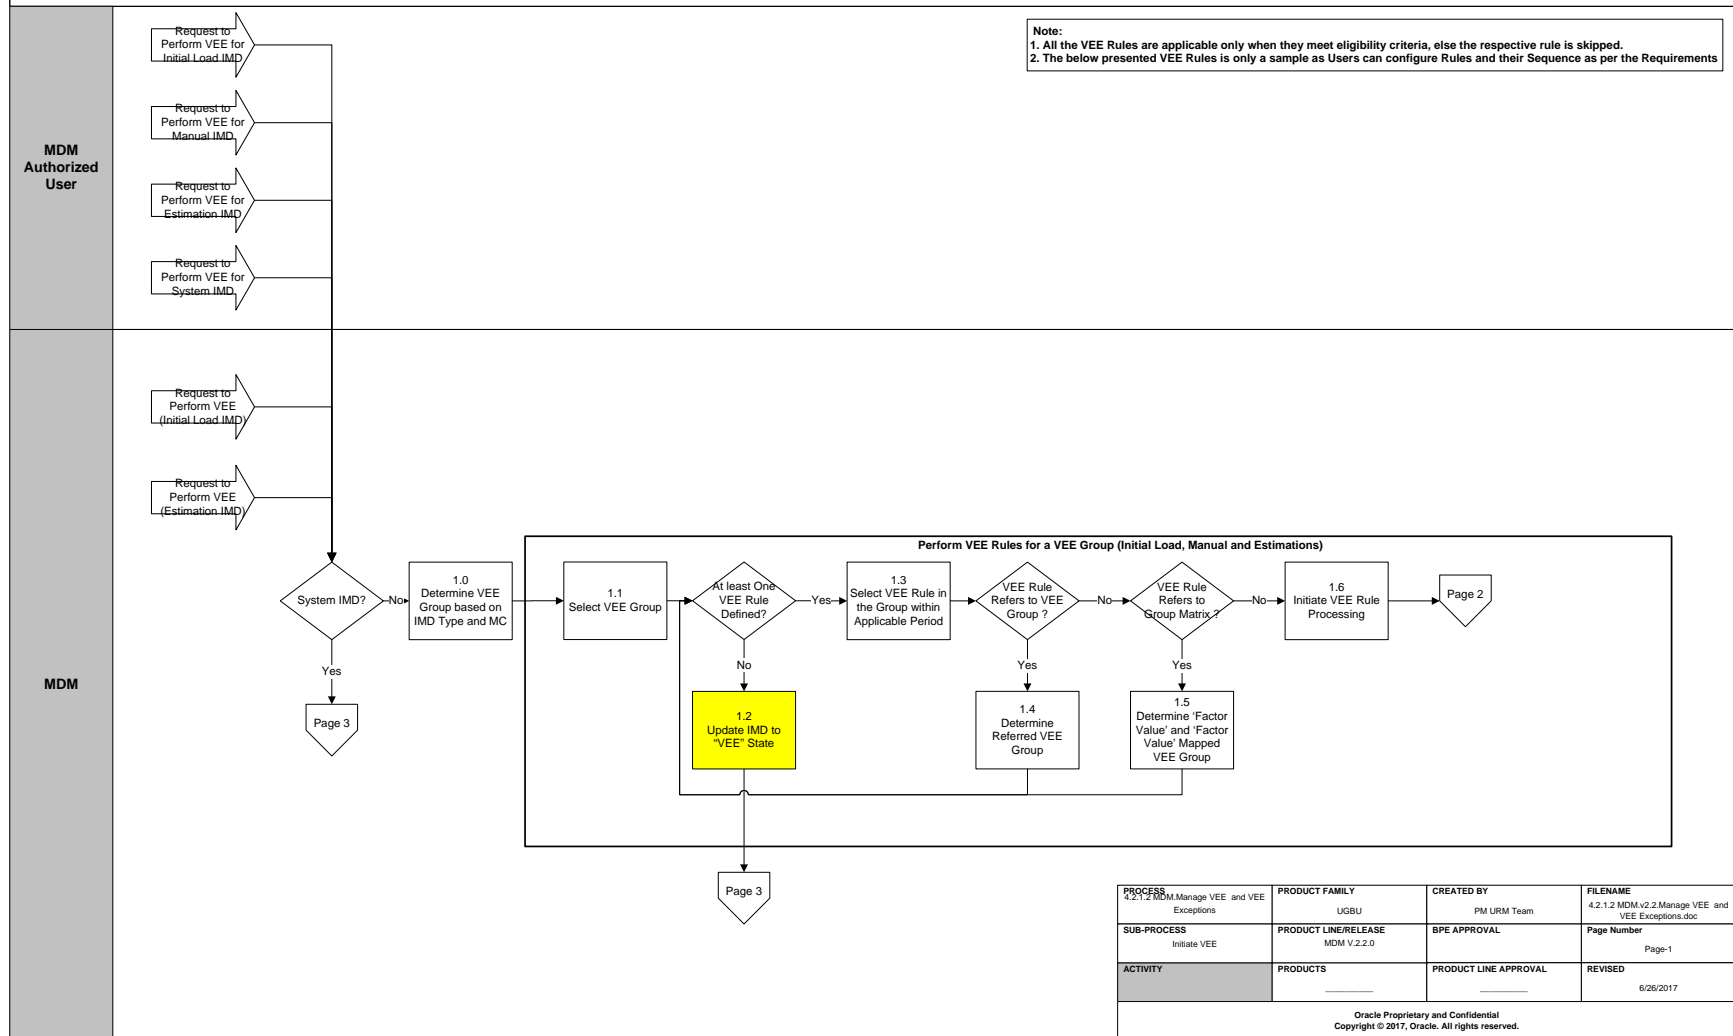 MDM
Authorized
User
Request to
Perform VEE for
Initial Load IMD
Request to
Perform VEE for
Manual IMD
Request to
Perform VEE for
Estimation IMD
Request to
Perform VEE for
System IMD
Note:
1. All the VEE Rules are applicable only when they meet eligibility criteria, else the respective rule is skipped.
2. The below presented VEE Rules is only a sample as Users can configure Rules and their Sequence as per the Requirements
MDM
Request to
Perform VEE
(Initial Load IMD)
Request to
Perform VEE
(Estimation IMD)
System IMD?
No
Yes
Page 3
1.0
Determine VEE
Group based on
IMD Type and MC
Perform VEE Rules for a VEE Group (Initial Load, Manual and Estimations)
1.1
Select VEE Group
At least One
VEE Rule
Defined?
Yes
No
1.2
Update IMD to
“VEE” State
Page 3
1.3
Select VEE Rule in
the Group within
Applicable Period
VEE Rule
Refers to VEE
Group ?
No
Yes
1.4
Determine
Referred VEE
Group
VEE Rule
Refers to
Group Matrix ?
No
Yes
1.5
Determine ‘Factor
Value’ and ‘Factor
Value’ Mapped
VEE Group
1.6
Initiate VEE Rule
Processing
Page 2
PROCESS
4.2.1.2 MDM.Manage VEE and VEE
Exceptions
PRODUCT FAMILY
UGBU
CREATED BY
PM URM Team
FILENAME
4.2.1.2 MDM.v2.2.Manage VEE and
VEE Exceptions.doc
SUB-PROCESS
Initiate VEE
PRODUCT LINE/RELEASE
MDM V.2.2.0
BPE APPROVAL
Page Number
Page-1
ACTIVITY
PRODUCTS
__________
PRODUCT LINE APPROVAL
__________
REVISED
6/26/2017
Oracle Proprietary and Confidential
Copyright © 2017, Oracle. All rights reserved.